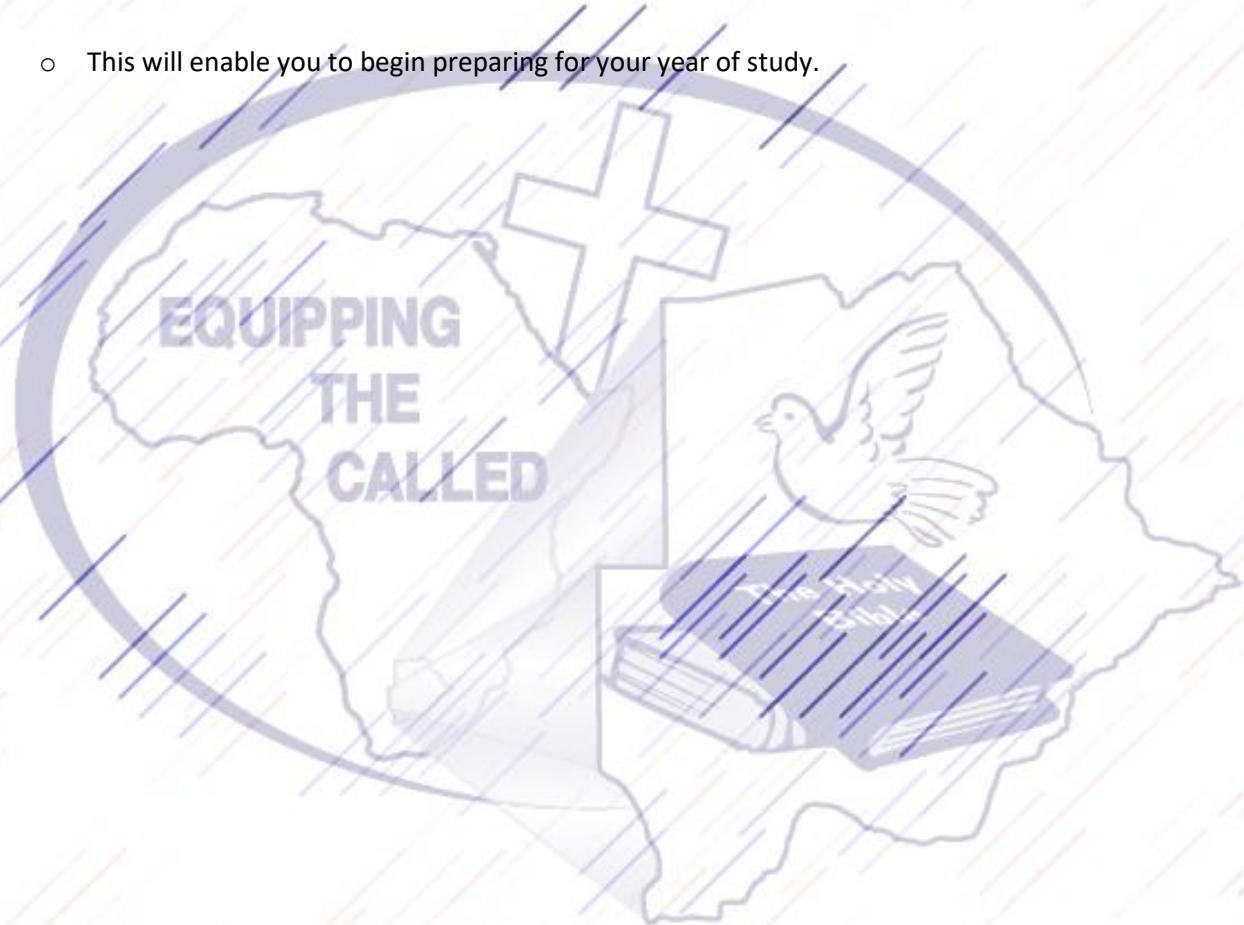 o This will enable you to begin preparing for your year of study.
EQUIPPING
THE
CALLED
The Holy
Bible